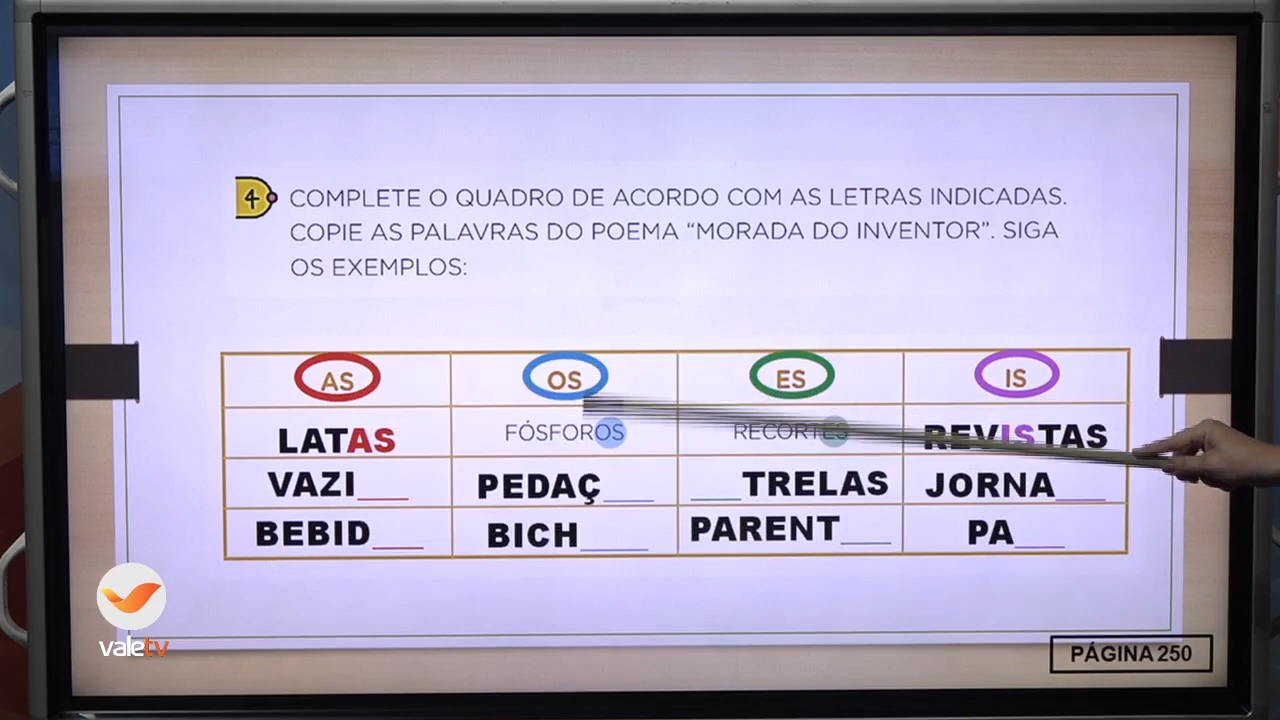 4 COMPLETE O QUADRO DE ACORDO COM AS LETRAS INDICADAS.
COPIE AS PALAVRAS DO POEMA “MORADA DO INVENTOR”. SIGA
OS EXEMPLOS:
AS OS ES IS
LATAS FÓSFOROS RECORTES REVISTAS
VAZI___ PEDAÇ___ ___TRELAS JORNA___
BEBID___ BICH____ PARENT___ PA___
valetv
PÁGINA 250